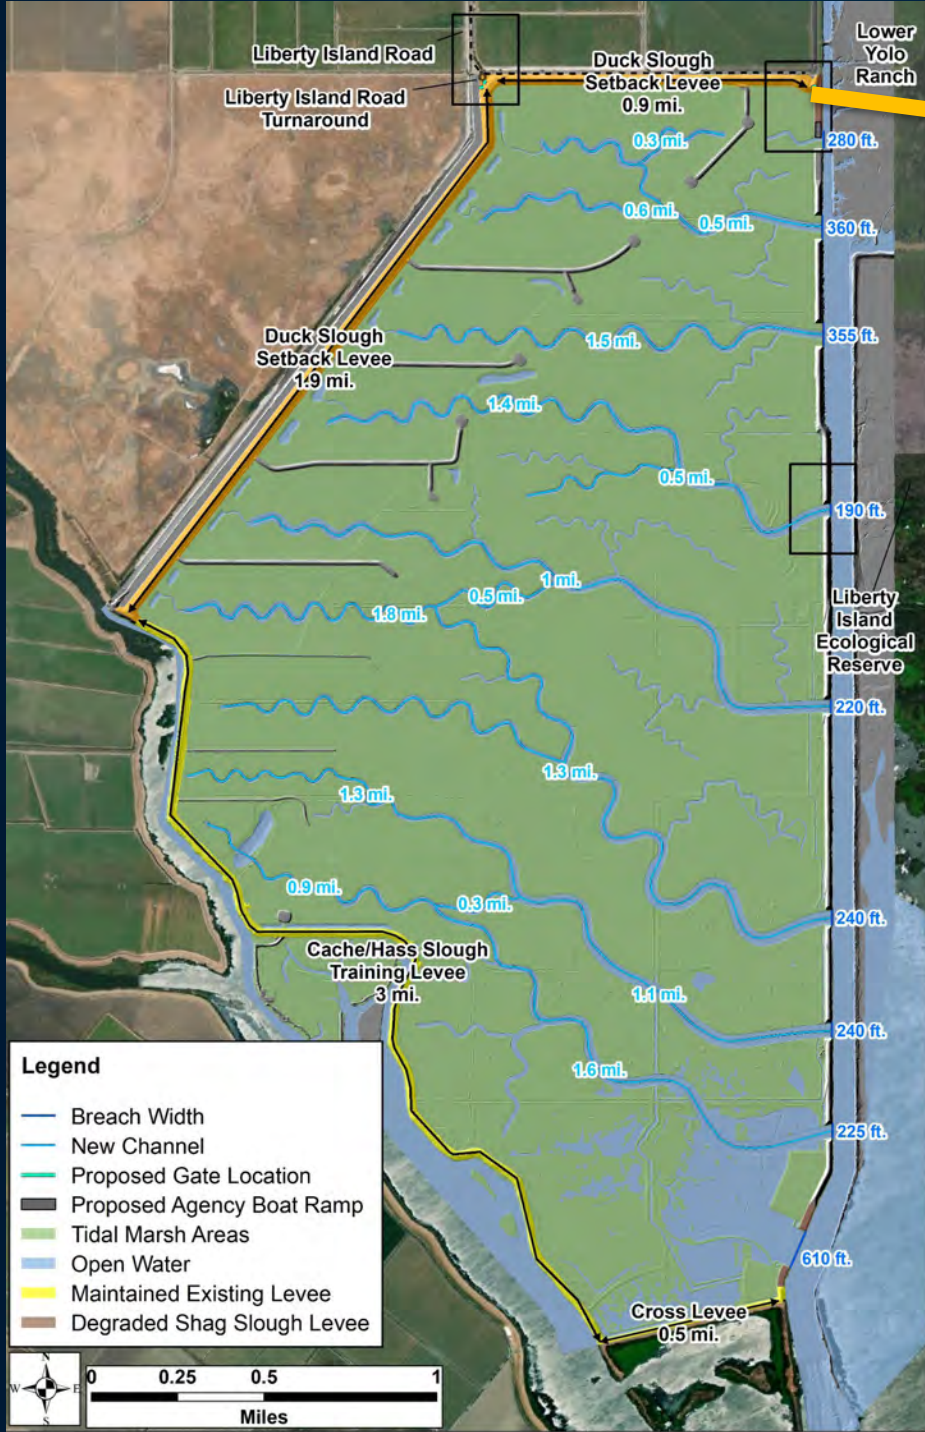 Liberty Island Road
Liberty Island Road
Turnaround
Duck Slough
Setback Levee
0.9 mi.
Lower
Yolo
Ranch
0.3 mi.
280 ft.
0.6 mi.
0.5 mi.
360 ft.
Duck Slough
Setback Levee
1.9 mi.
1.5 mi.
355 ft.
1.4 mi.
0.5 mi.
190 ft.
1 mi.
0.5 mi.
1.8 mi.
Liberty
Island
Ecological
Reserve
220 ft.
1.3 mi.
1.3 mi.
0.9 mi.
0.3 mi.
240 ft.
Cache/Hass Slough
Training Levee
3 mi.
1.1 mi.
240 ft.
1.6 mi.
225 ft.
610 ft.
Cross Levee
0.5 mi.
Legend
Breach Width
New Channel
Proposed Gate Location
Proposed Agency Boat Ramp
Tidal Marsh Areas
Open Water
Maintained Existing Levee
Degraded Shag Slough Levee
N
W
E
S
0 0.25 0.5 1
Miles